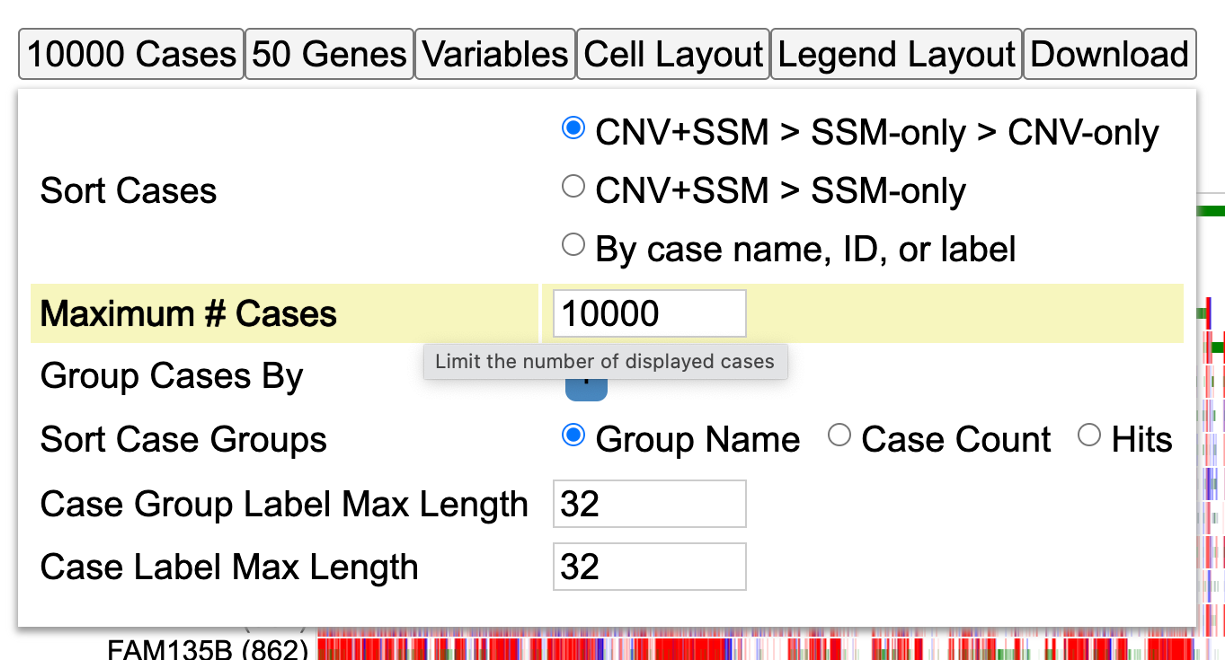 10000 Cases 50 Genes Variables Cell Layout Legend Layout Download
CNV+SSM > SSM-only > CNV-only
Sort Cases
CNV+SSM > SSM-only
By case name, ID, or label
Maximum # Cases 10000
Limit the number of displayed cases
Group Cases By
Sort Case Groups Group Name Case Count Hits
Case Group Label Max Length 32
Case Label Max Length 32
FAM135B (862)